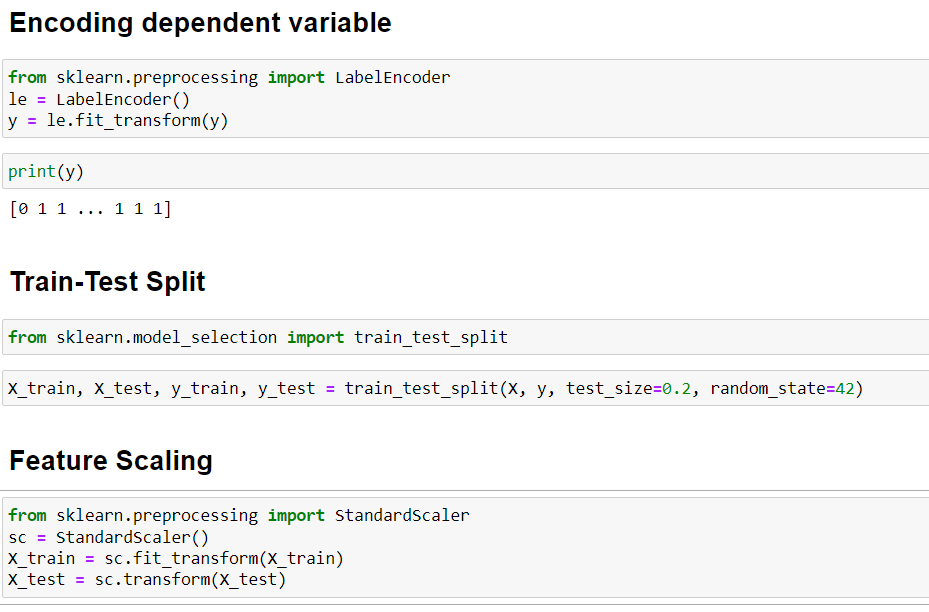 Encoding dependent variable
from sklearn.preprocessing import LabelEncoder
le = LabelEncoder()
y = le.fit_transform(y)
print(y)
[0 1 1 ... 1 1 1]
Train-Test Split
from sklearn.model_selection import train_test_split
X_train, X_test, y_train, y_test = train_test_split(X, y, test_size=0.2, random_state=42)
Feature Scaling
from sklearn.preprocessing import StandardScaler
sc = StandardScaler()
X_train = sc.fit_transform(X_train)
X_test = sc.transform(X_test)